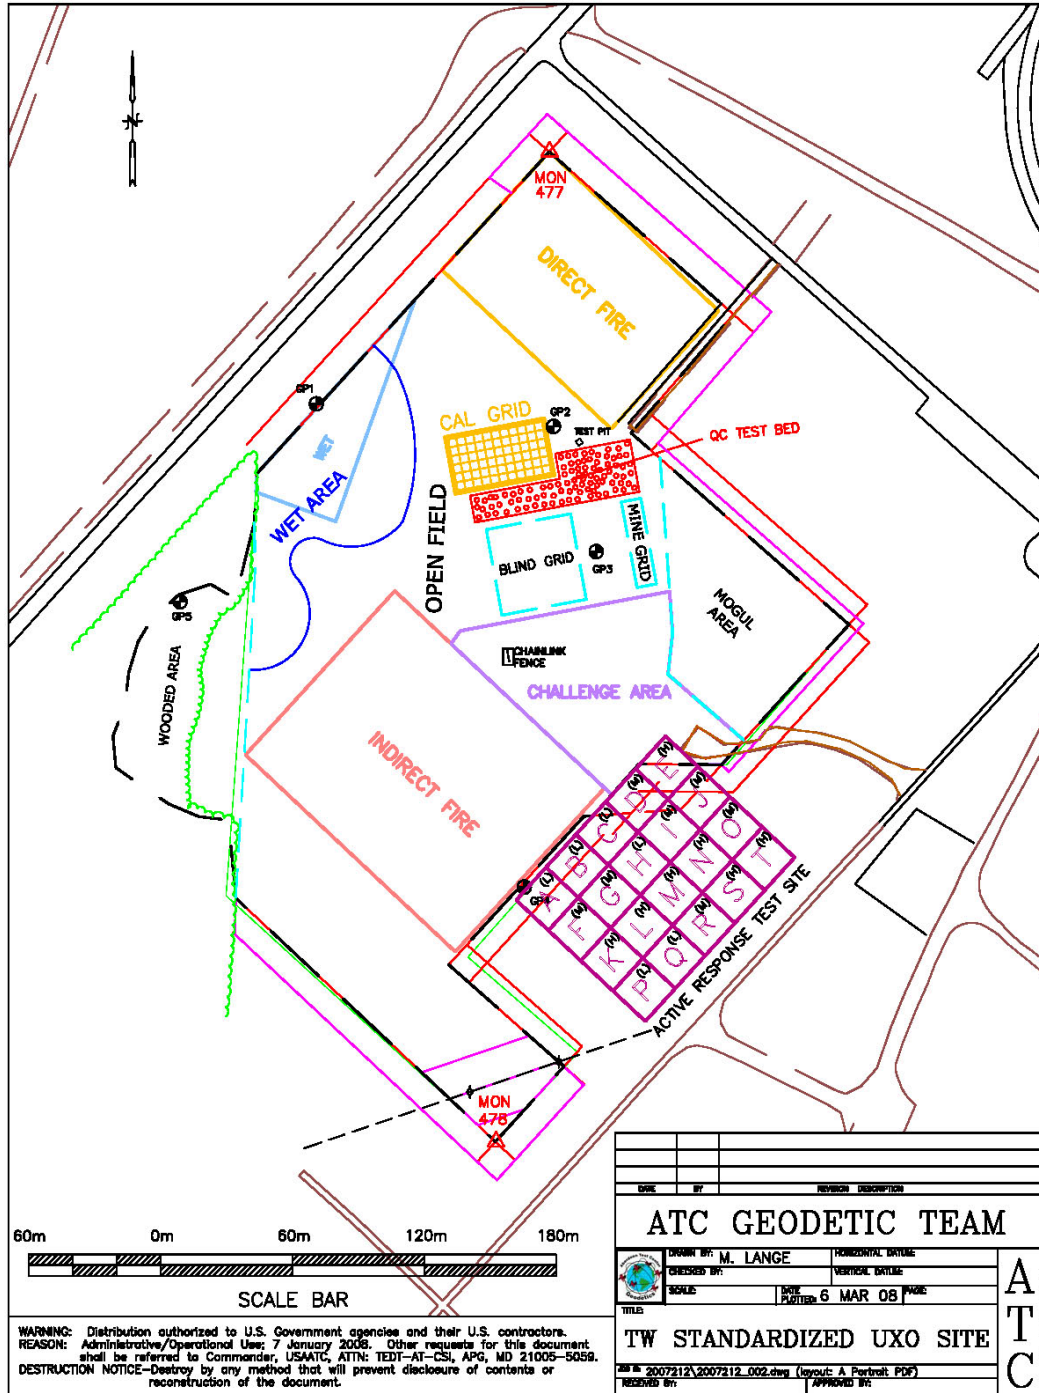 N
MON
477
DIRECT FIRE
GP1
CAL GRID
GP2
TEST PIT
QC TEST BED
WET
WET AREA
OPEN FIELD
BLIND GRID
GP3
MINE GRID
MOGUL
AREA
GP5
WOODED AREA
1
CHAINLINK
FENCE
CHALLENGE AREA
INDIRECT FIRE
(H)
E
(M)
D
(M)
J
(L)
C
(M)
I
(M)
O
(L)
B
(L)
H
(H)
N
(H)
T
(L)
A
(M)
G
(H)
M
(H)
S
GP4
(M)
F
(H)
L
(M)
R
(H)
K
(L)
Q
(L)
P
ACTIVE RESPONSE TEST SITE
MON
478
60m 0m 60m 120m 180m
SCALE BAR
WARNING: Distribution authorized to U.S. Government agencies and their U.S. contractors.
REASON: Administrative/Operational Use; 7 January 2008. Other requests for this document
shall be referred to Commander, USAATC, ATTN: TEDT-AT-CSI, APG, MD 21005-5059.
DESTRUCTION NOTICE-Destroy by any method that will prevent disclosure of contents or
reconstruction of the document.
DATE BY REVISION DESCRIPTION
ATC GEODETIC TEAM
DRAWN BY: M. LANGE HORIZONTAL DATUM:
CHECKED BY: VERTICAL DATUM:
SCALE: DATE PLOTTED: 6 MAR 08 PAGE:
TITLE:
TW STANDARDIZED UXO SITE
JOB #: 2007212\2007212_002.dwg (layout: A Portrait PDF)
RECEIVED BY: APPROVED BY:
ATC